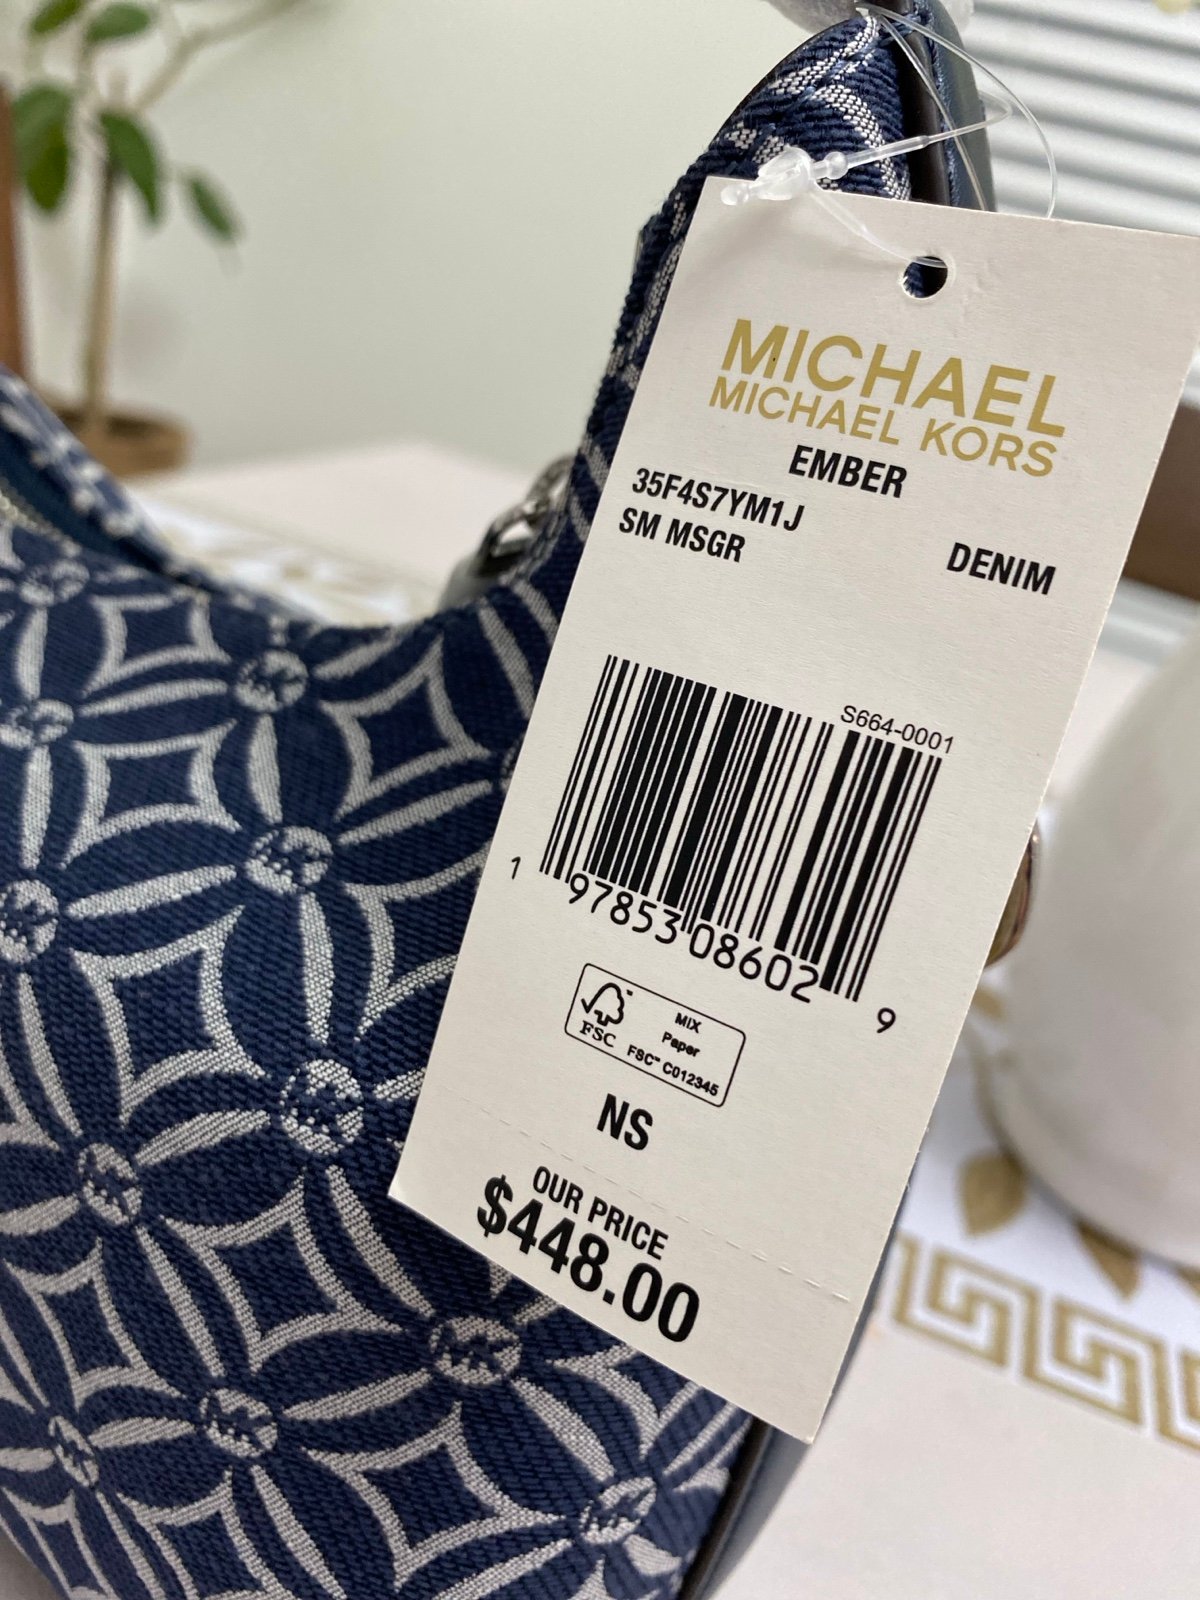 MICHAEL
MICHAEL KORS
EMBER
35F4S7YM1J
SM MSGR DENIM
S664-0001
1 97853 08602 9
FSC
MIX
Paper
FSC™ C012345
NS
OUR PRICE
$448.00